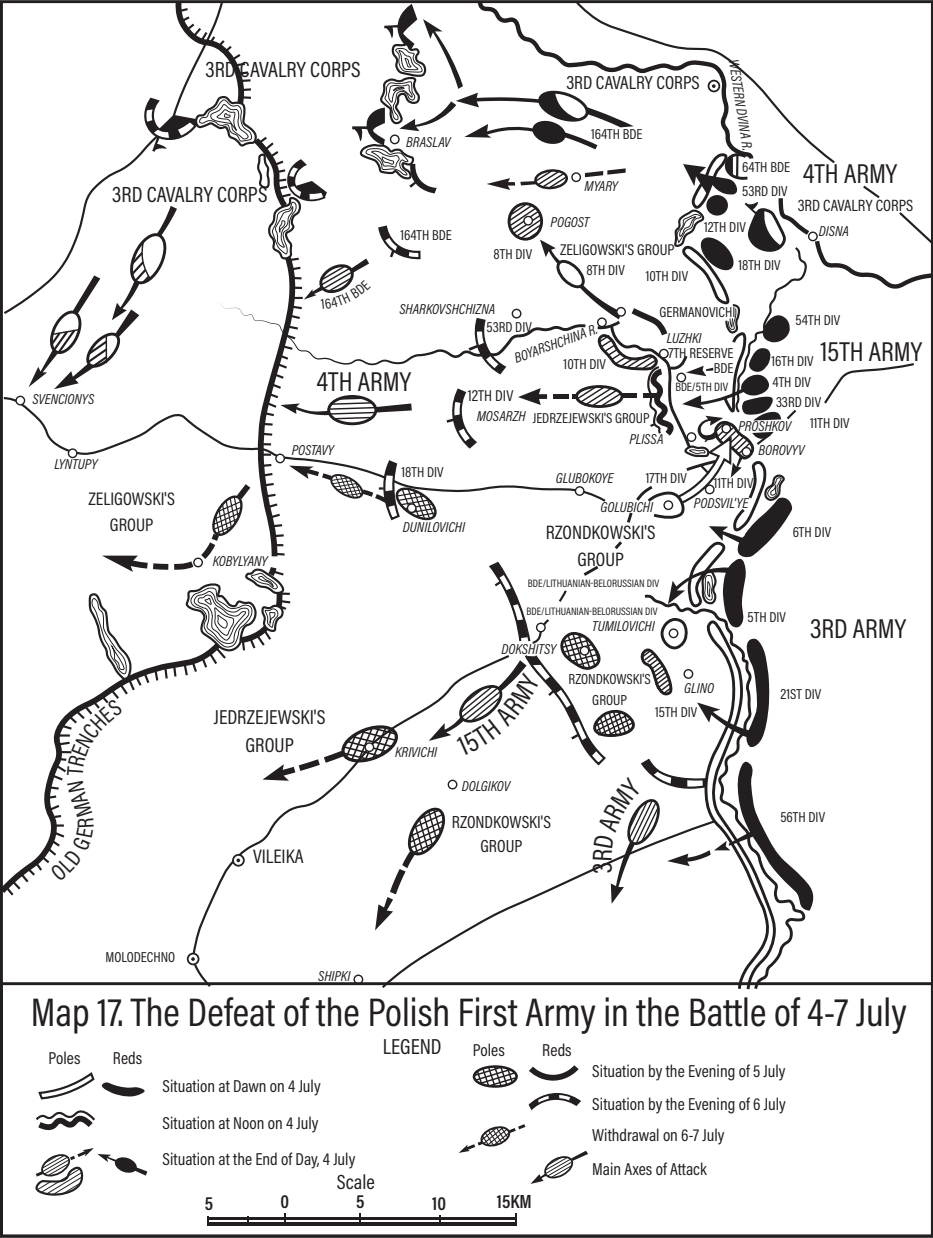 3RD CAVALRY CORPS
3RD CAVALRY CORPS
164TH BDE
WESTERN DVINA R.
BRASLAV
64TH BDE
4TH ARMY
53RD DIV
MYARY
3RD CAVALRY CORPS
3RD CAVALRY CORPS
POGOST
12TH DIV
DISNA
164TH BDE
8TH DIV
ZELIGOWSKI'S GROUP
8TH DIV
10TH DIV
18TH DIV
164TH BDE
SHARKOVSHCHIZNA
GERMANOVICHI
53RD DIV
54TH DIV
BOYARSHCHINA R.
LUZHKI
7TH RESERVE
BDE
15TH ARMY
10TH DIV
16TH DIV
4TH ARMY
BDE/5TH DIV
4TH DIV
12TH DIV
33RD DIV
SVENCIONYS
MOSARZH
JEDRZEJEWSKI'S GROUP
PROSHKOV
11TH DIV
PLISSA
BOROVYV
LYNTUPY
POSTAVY
18TH DIV
GLUBOKOYE
17TH DIV
11TH DIV
ZELIGOWSKI'S
GROUP
PODSVIL'YE
GOLUBICHI
DUNILOVICHI
RZONDKOWSKI'S
GROUP
6TH DIV
KOBYLYANY
BDE/LITHUANIAN-BELORUSSIAN DIV
BDE/LITHUANIAN-BELORUSSIAN DIV
5TH DIV
TUMILOVICHI
3RD ARMY
DOKSHITSY
RZONDKOWSKI'S
GROUP
GLINO
21ST DIV
15TH DIV
15TH ARMY
JEDRZEJEWSKI'S
GROUP
KRIVICHI
OLD GERMAN TRENCHES
DOLGIKOV
3RD ARMY
RZONDKOWSKI'S
GROUP
56TH DIV
VILEIKA
MOLODECHNO
SHIPKI
Map 17. The Defeat of the Polish First Army in the Battle of 4-7 July
LEGEND
Poles Reds
Situation at Dawn on 4 July
Situation at Noon on 4 July
Situation at the End of Day, 4 July
Poles Reds
Situation by the Evening of 5 July
Situation by the Evening of 6 July
Withdrawal on 6-7 July
Main Axes of Attack
Scale
5 0 5 10 15KM